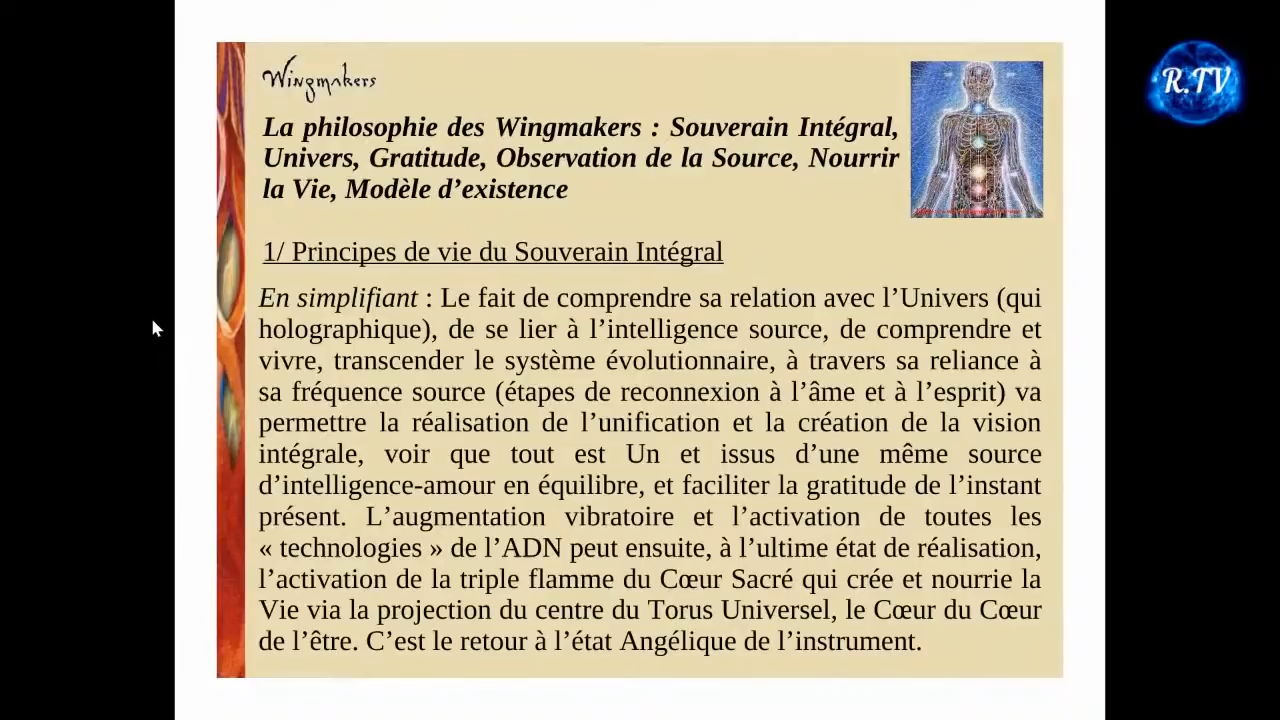 Wingmakers
R.TV
La philosophie des Wingmakers : Souverain Intégral,
Univers, Gratitude, Observation de la Source, Nourrir
la Vie, Modèle d’existence
1/ Principes de vie du Souverain Intégral
En simplifiant : Le fait de comprendre sa relation avec l’Univers (qui
holographique), de se lier à l’intelligence source, de comprendre et
vivre, transcender le système évolutionnaire, à travers sa reliance à
sa fréquence source (étapes de reconnexion à l’âme et à l’esprit) va
permettre la réalisation de l’unification et la création de la vision
intégrale, voir que tout est Un et issus d’une même source
d’intelligence-amour en équilibre, et faciliter la gratitude de l’instant
présent. L’augmentation vibratoire et l’activation de toutes les
« technologies » de l’ADN peut ensuite, à l’ultime état de réalisation,
l’activation de la triple flamme du Cœur Sacré qui crée et nourrie la
Vie via la projection du centre du Torus Universel, le Cœur du Cœur
de l’être. C’est le retour à l’état Angélique de l’instrument.